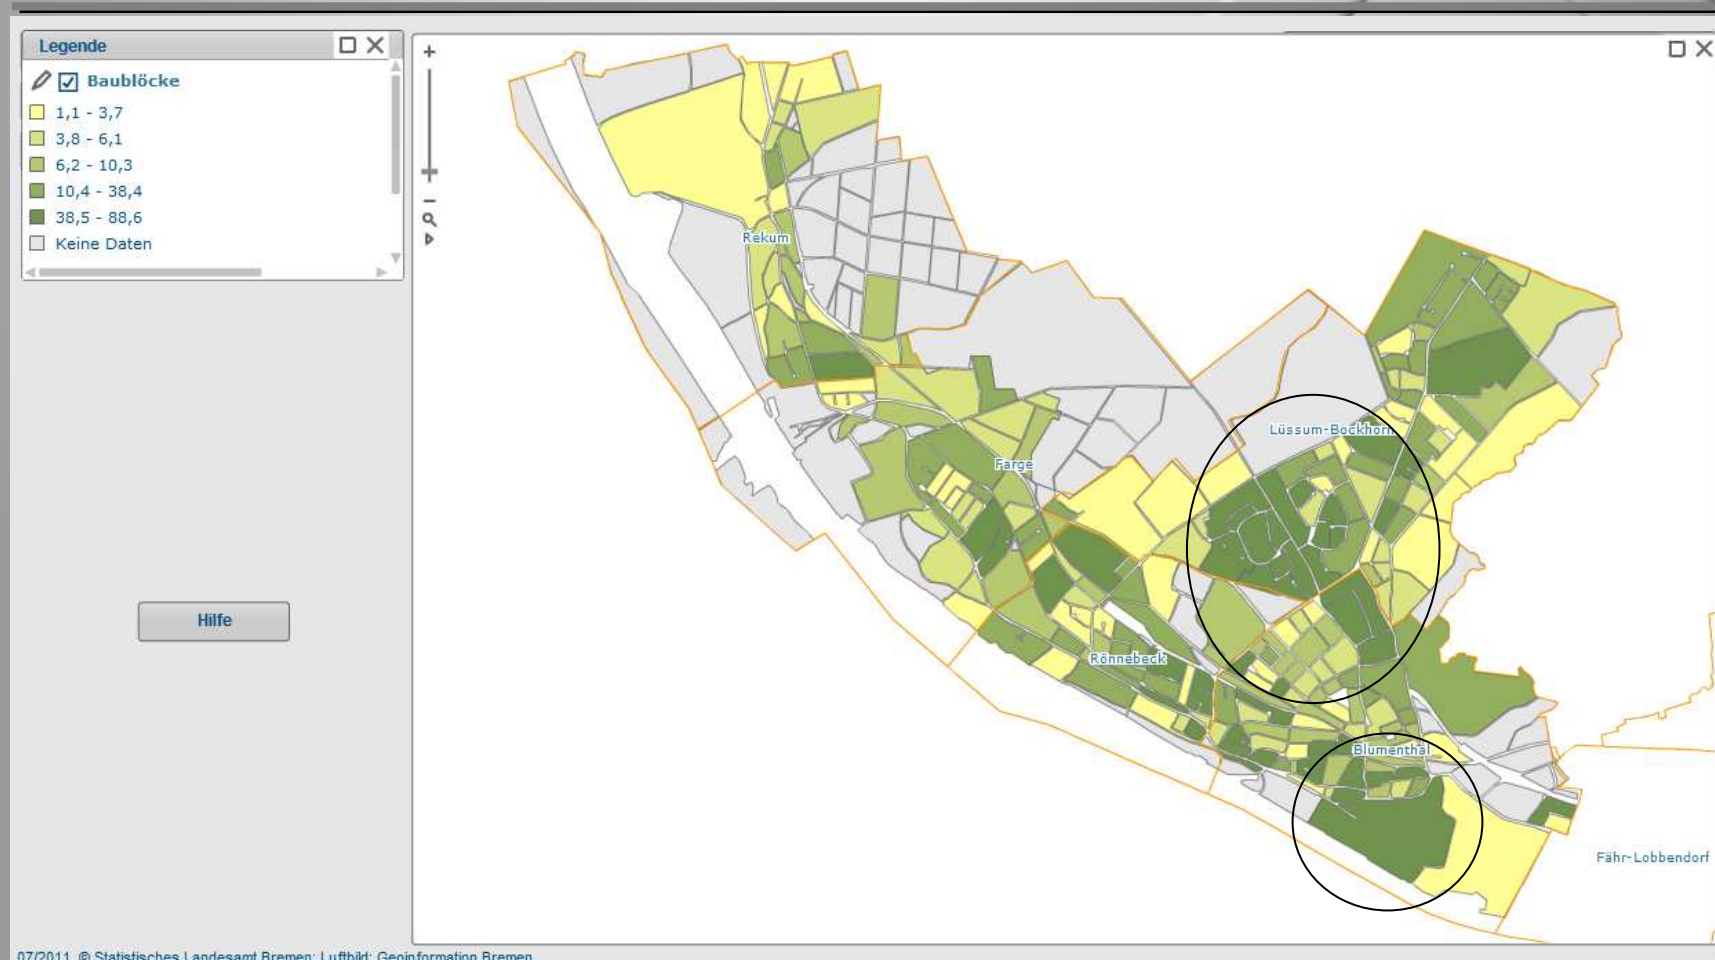 Legende
Baublöcke
1,1 - 3,7
3,8 - 6,1
6,2 - 10,3
10,4 - 38,4
38,5 - 88,6
Keine Daten
Hilfe
Rekum
Lüssum-Bockhorn
Farge
Rönnebeck
Blumenthal
Fähr-Lobbendorf
07/2011, © Statistisches Landesamt Bremen; Luftbild: Geoinformation Bremen